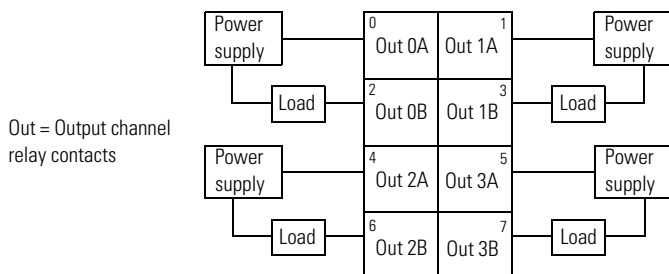 Power
supply
0
Out 0A
1
Out 1A
Power
supply
Load
2
Out 0B
3
Out 1B
Load
Out = Output channel
relay contacts
Power
supply
4
Out 2A
5
Out 3A
Power
supply
Load
6
Out 2B
7
Out 3B
Load